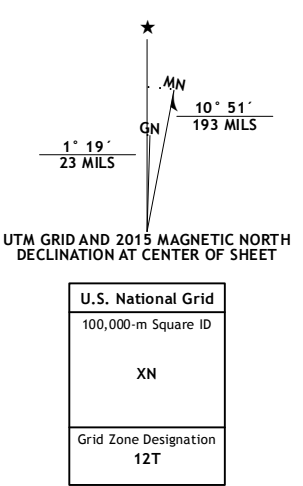 ★
MN
GN
10° 51´
193 MILS
1° 19´
23 MILS
UTM GRID AND 2015 MAGNETIC NORTH
DECLINATION AT CENTER OF SHEET
U.S. National Grid
100,000-m Square ID
XN
Grid Zone Designation
12T